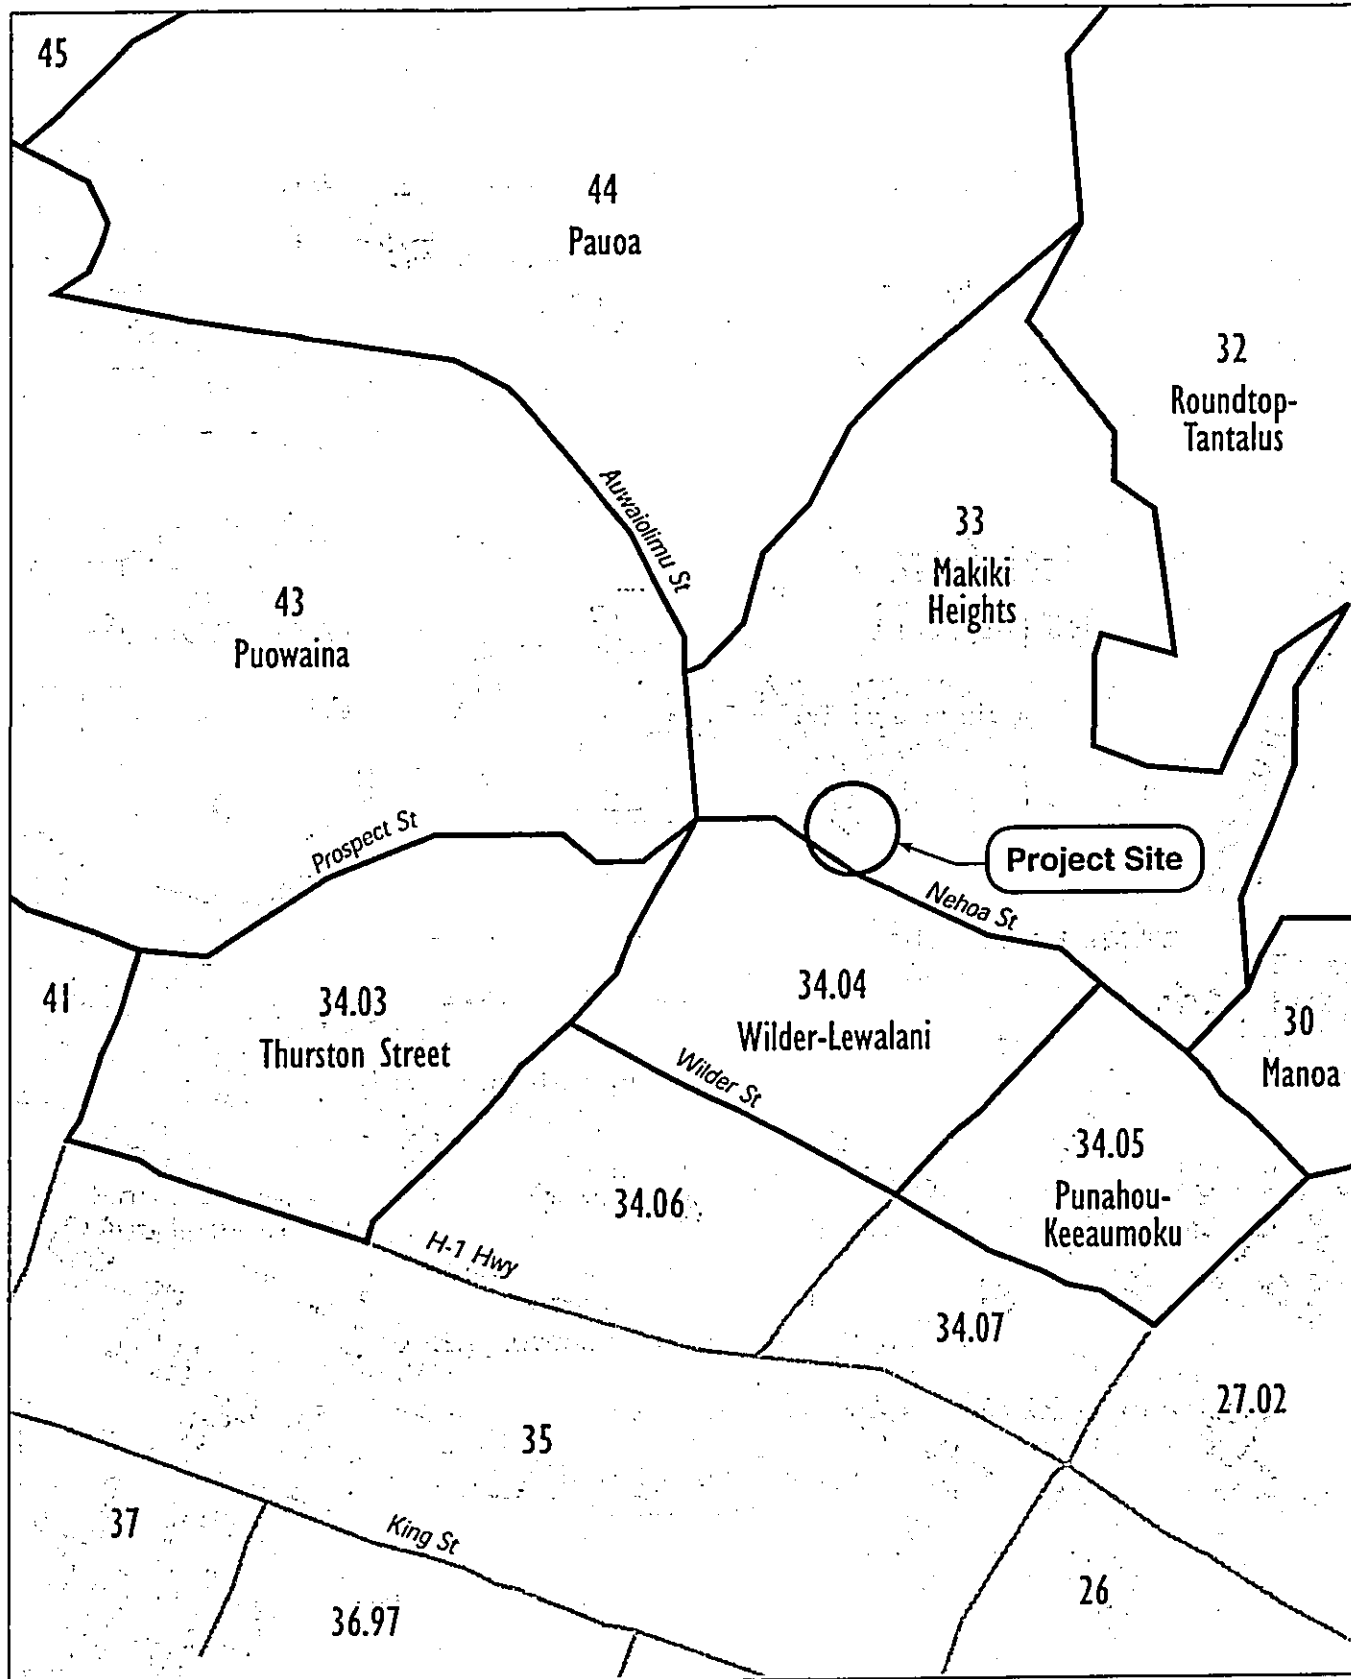 45
44
Pauoa
32
Roundtop-
Tantalus
Auwaiolimu St
33
Makiki
Heights
43
Puowaina
Prospect St
Project Site
Nehoa St
41
34.03
Thurston Street
34.04
Wilder-Lewalani
30
Manoa
Wilder St
34.05
Punahou-
Keeaumoku
34.06
H-1 Hwy
34.07
27.02
35
37
King St
36.97
26